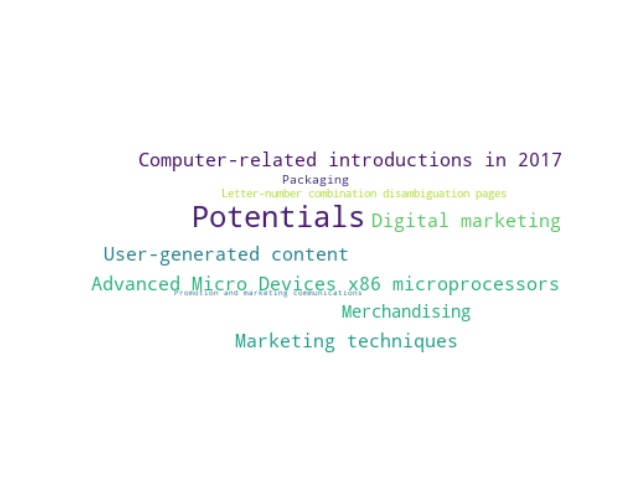 Computer-related introductions in 2017
Packaging
Letter-number combination disambiguation pages
Potentials Digital marketing
User-generated content
Advanced Micro Devices x86 microprocessors
Promotion and marketing communications
Merchandising
Marketing techniques